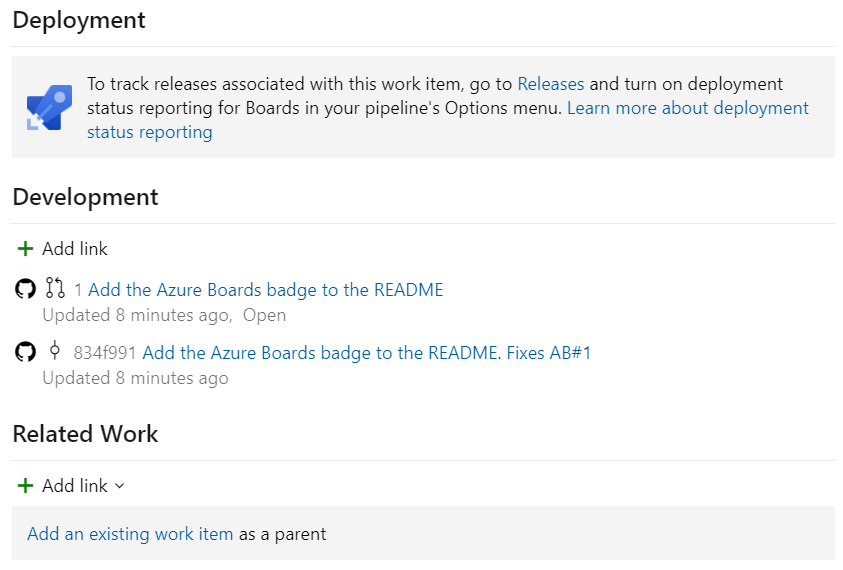 Deployment
To track releases associated with this work item, go to Releases and turn on deployment
status reporting for Boards in your pipeline's Options menu. Learn more about deployment
status reporting
Development
Add link
1 Add the Azure Boards badge to the README
Updated 8 minutes ago, Open
834f991 Add the Azure Boards badge to the README. Fixes AB#1
Updated 8 minutes ago
Related Work
Add link
Add an existing work item as a parent